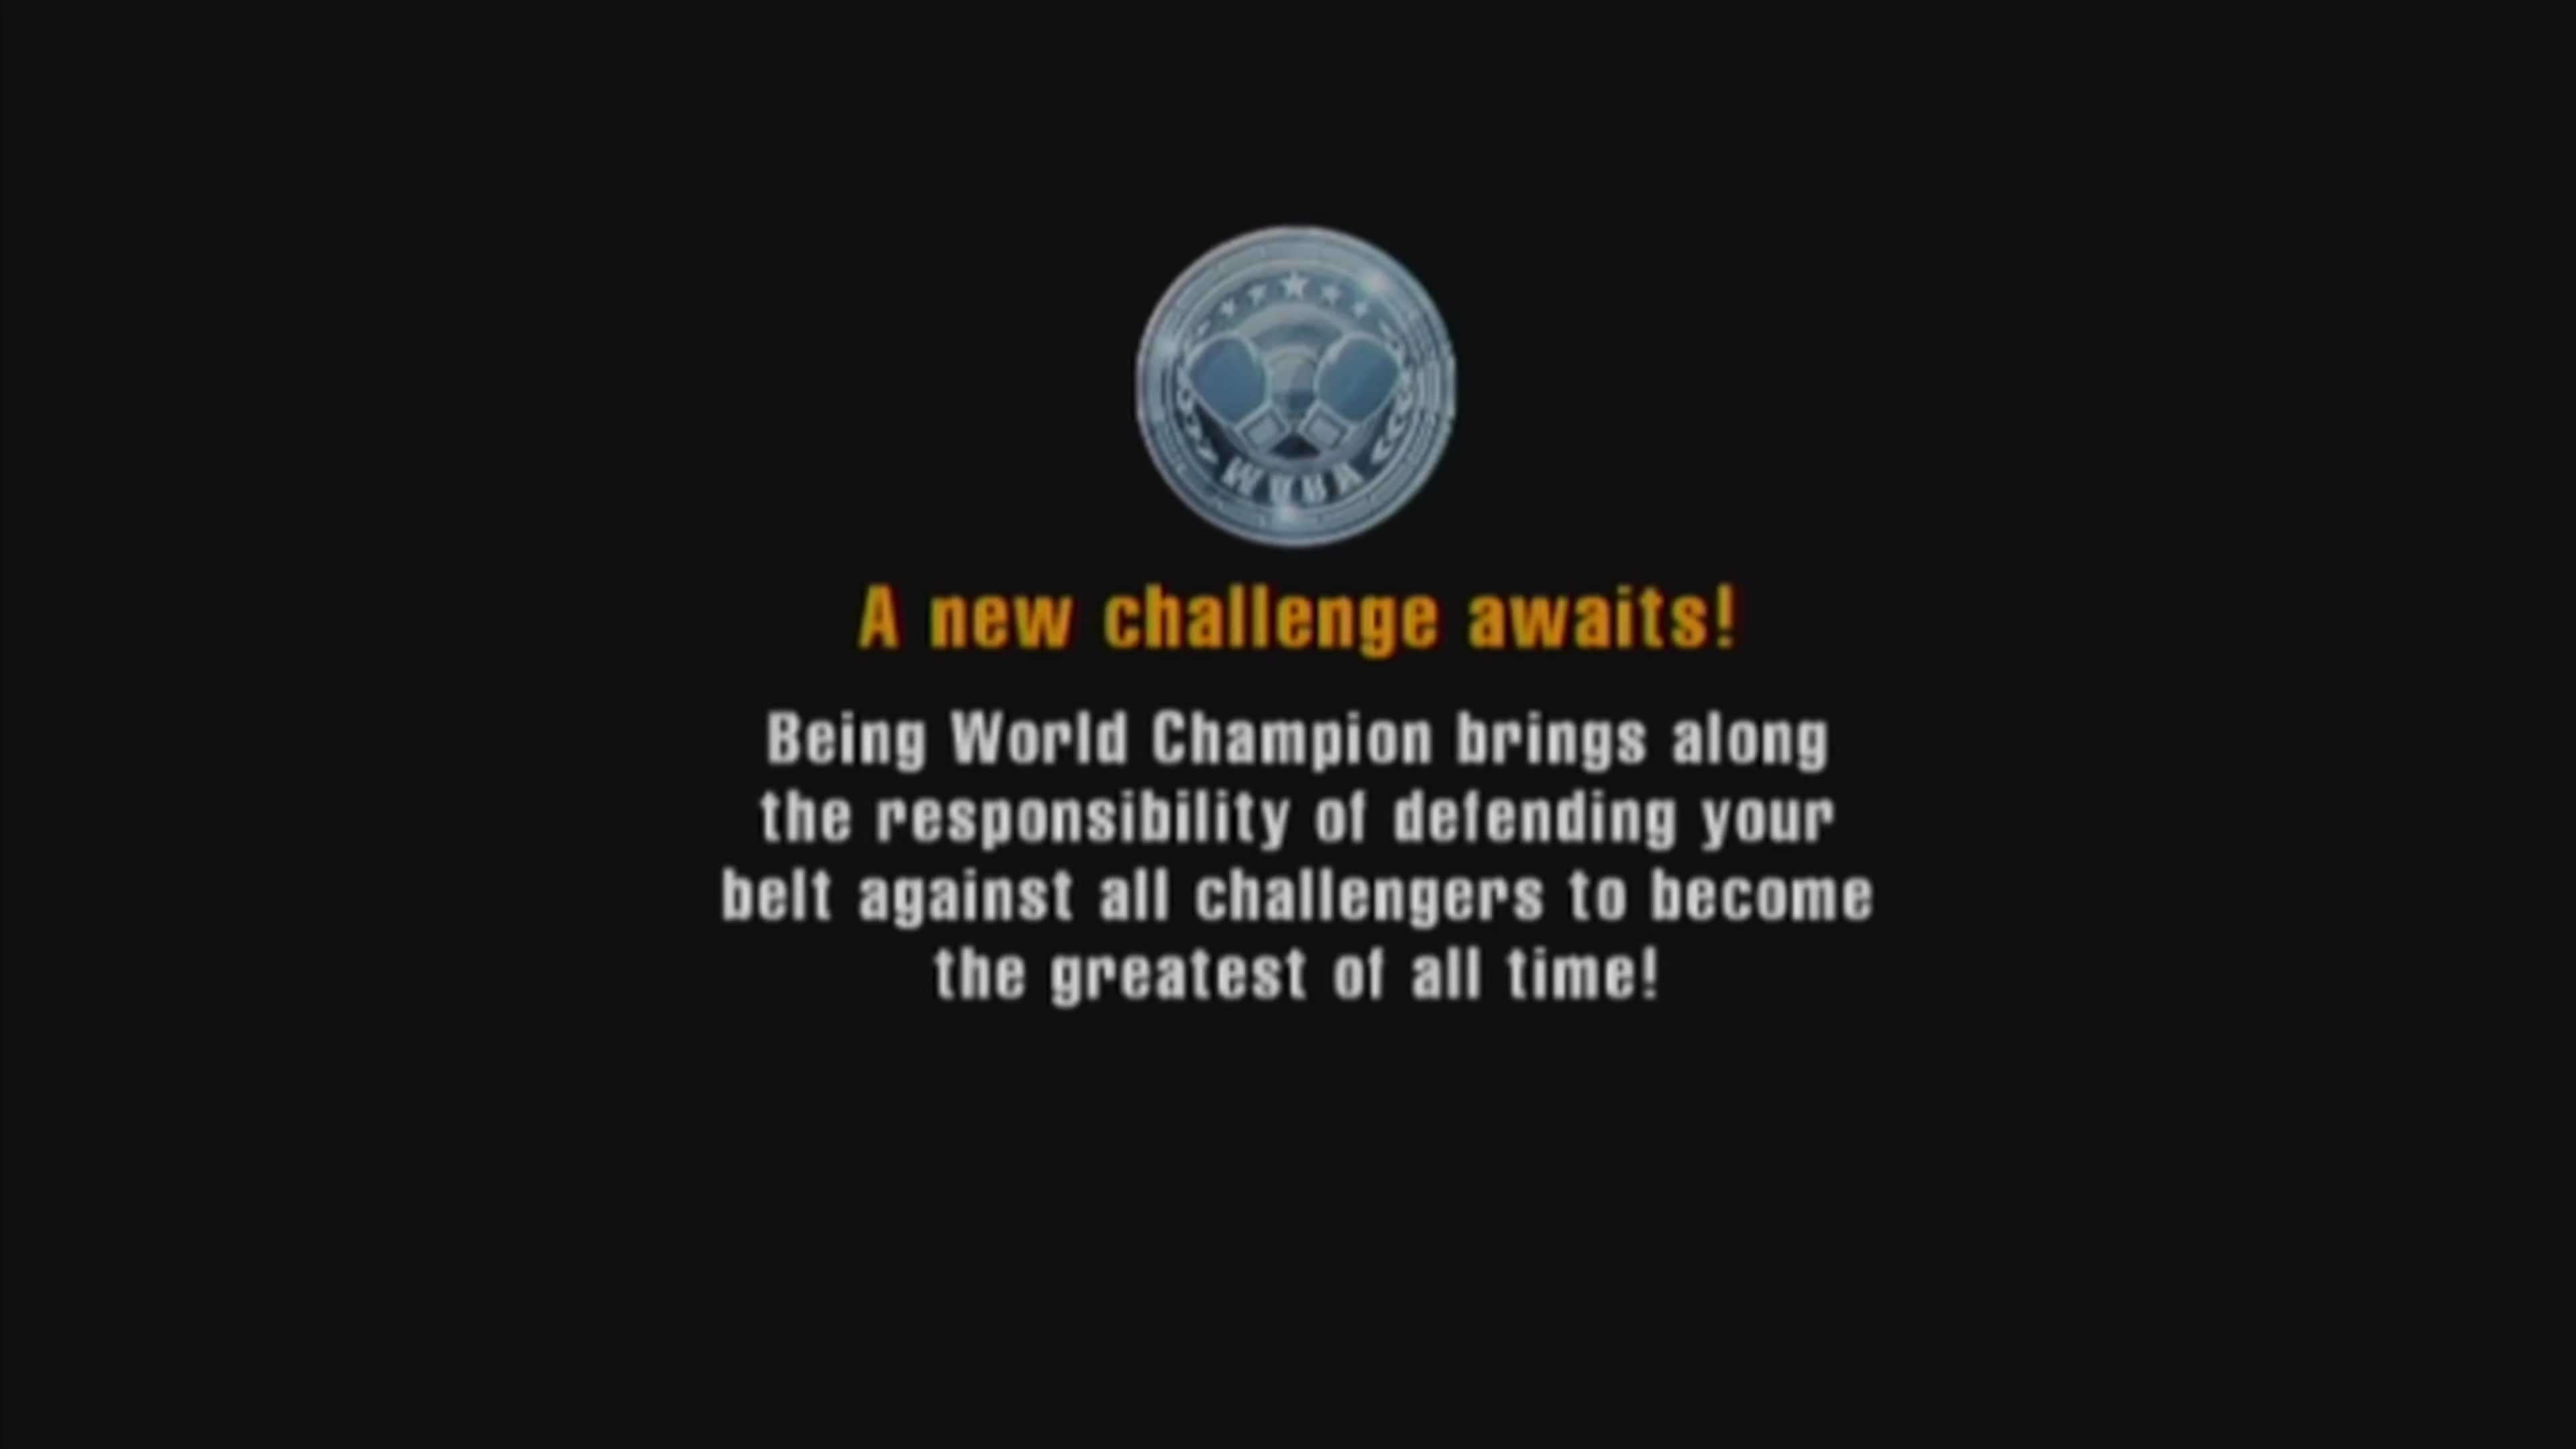 WVBA
A new challenge awaits!
Being World Champion brings along
the responsibility of defending your
belt against all challengers to become
the greatest of all time!